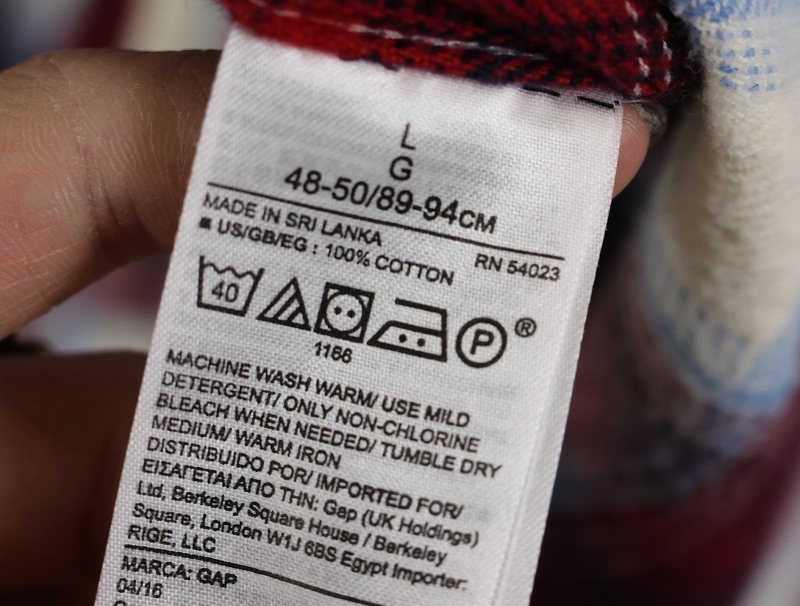 L
G
48-50/89-94CM
MADE IN SRI LANKA
■ US/GB/EG : 100% COTTON
RN 54023
40
P ®
1166
MACHINE WASH WARM/ USE MILD
DETERGENT/ ONLY NON-CHLORINE
BLEACH WHEN NEEDED/ TUMBLE DRY
MEDIUM/ WARM IRON
DISTRIBUIDO POR/ IMPORTED FOR/
ΕΙΣΑΓΕΤΑΙ ΑΠΟ ΤΗΝ: Gap (UK Holdings)
Ltd, Berkeley Square House / Berkeley
Square, London W1J 6BS Egypt Importer:
RIGE, LLC
MARCA: GAP
04/16